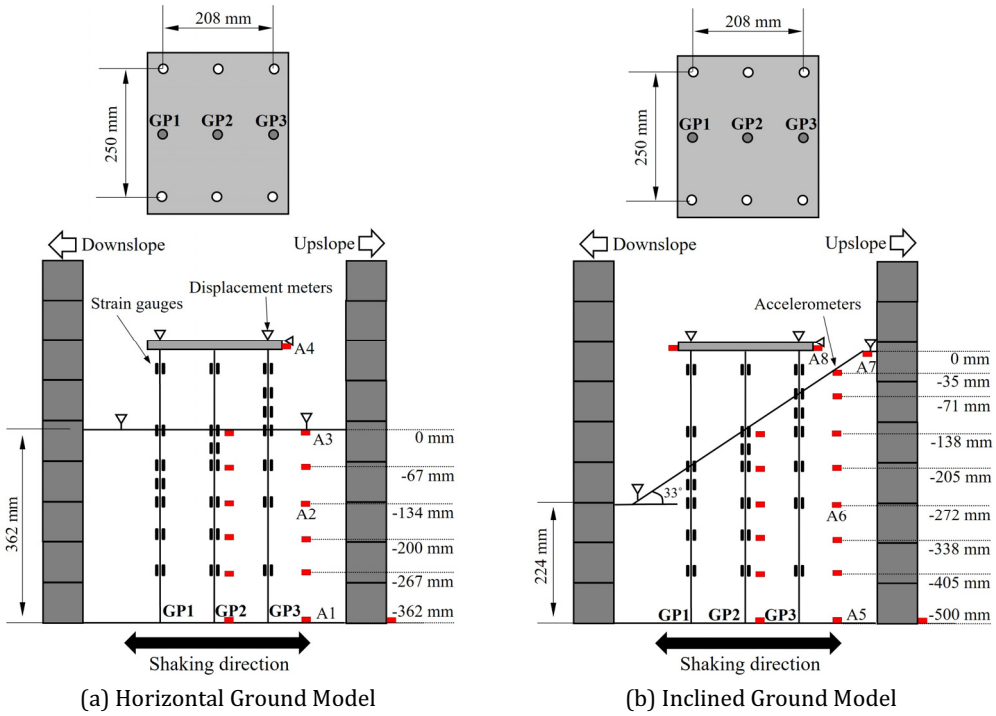 208 mm
250 mm
GP1 GP2 GP3
Downslope Upslope
Strain gauges
Displacement meters
A4
A3
0 mm
-67 mm
A2
-134 mm
-200 mm
-267 mm
362 mm
GP1 GP2 GP3 A1 -362 mm
Shaking direction
(a) Horizontal Ground Model
208 mm
250 mm
GP1 GP2 GP3
Downslope Upslope
Accelerometers
A8 A7
0 mm
-35 mm
-71 mm
-138 mm
-205 mm
33°
-272 mm
A6
-338 mm
-405 mm
224 mm
GP1 GP2 GP3 A5 -500 mm
Shaking direction
(b) Inclined Ground Model